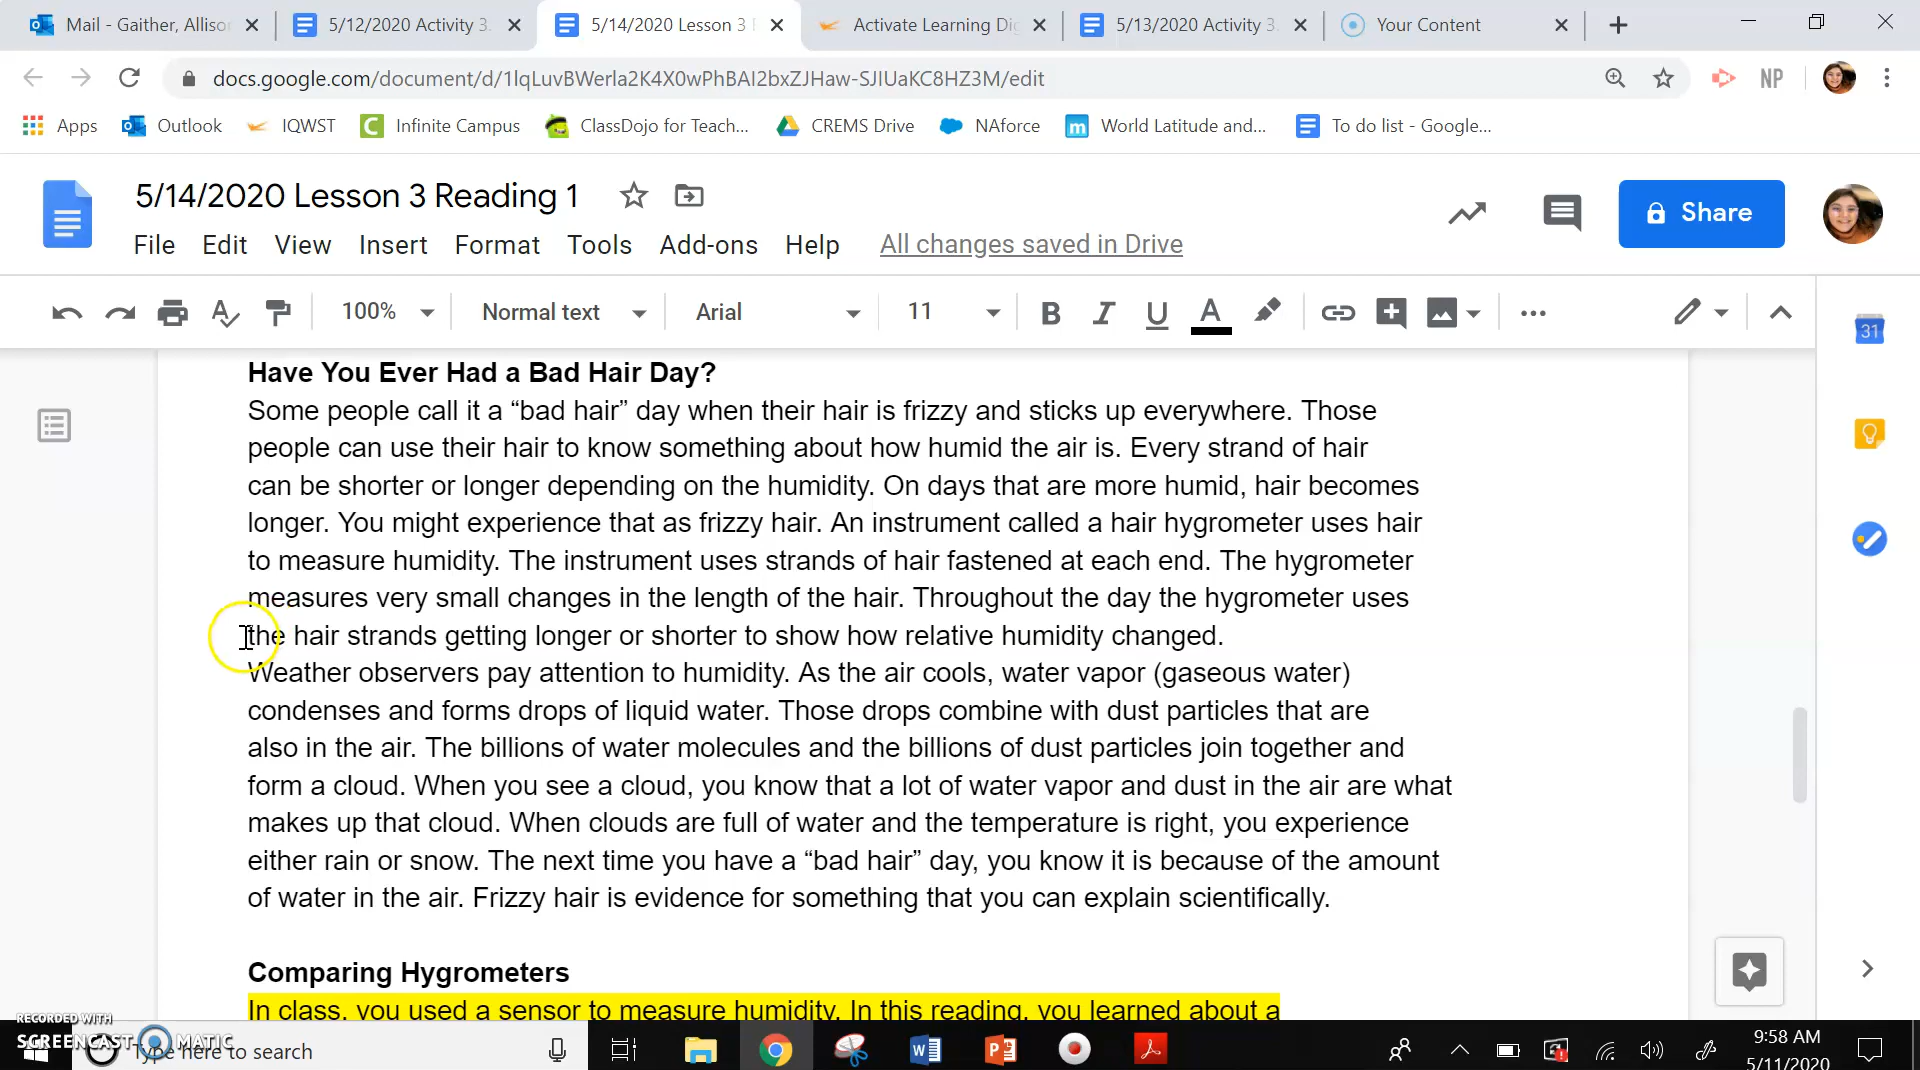 Mail - Gaither, Allison
5/12/2020 Activity 3.
5/14/2020 Lesson 3
Activate Learning Dig
5/13/2020 Activity 3.
Your Content
docs.google.com/document/d/1lqLuvBWerla2K4X0wPhBAI2bxZJHaw-SJIUaKC8HZ3M/edit
NP
Apps
Outlook
IQWST
Infinite Campus
ClassDojo for Teach...
CREMS Drive
NAforce
World Latitude and...
To do list - Google...
5/14/2020 Lesson 3 Reading 1
Share
File Edit View Insert Format Tools Add-ons Help All changes saved in Drive
100% Normal text Arial 11
31
Have You Ever Had a Bad Hair Day?
Some people call it a “bad hair” day when their hair is frizzy and sticks up everywhere. Those
people can use their hair to know something about how humid the air is. Every strand of hair
can be shorter or longer depending on the humidity. On days that are more humid, hair becomes
longer. You might experience that as frizzy hair. An instrument called a hair hygrometer uses hair
to measure humidity. The instrument uses strands of hair fastened at each end. The hygrometer
measures very small changes in the length of the hair. Throughout the day the hygrometer uses
the hair strands getting longer or shorter to show how relative humidity changed.
Weather observers pay attention to humidity. As the air cools, water vapor (gaseous water)
condenses and forms drops of liquid water. Those drops combine with dust particles that are
also in the air. The billions of water molecules and the billions of dust particles join together and
form a cloud. When you see a cloud, you know that a lot of water vapor and dust in the air are what
makes up that cloud. When clouds are full of water and the temperature is right, you experience
either rain or snow. The next time you have a “bad hair” day, you know it is because of the amount
of water in the air. Frizzy hair is evidence for something that you can explain scientifically.
Comparing Hygrometers
In class, you used a sensor to measure humidity. In this reading, you learned about a
RECORDED WITH
SCREENCAST-O-MATIC
Type here to search
9:58 AM
5/11/2020